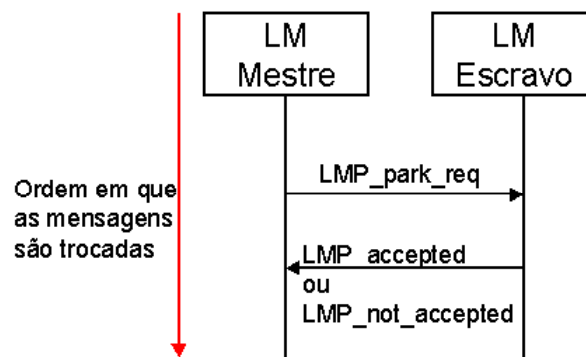 LM
Mestre
LM
Escravo
LMP_park_req
Ordem em que
as mensagens
são trocadas
LMP_accepted
ou
LMP_not_accepted